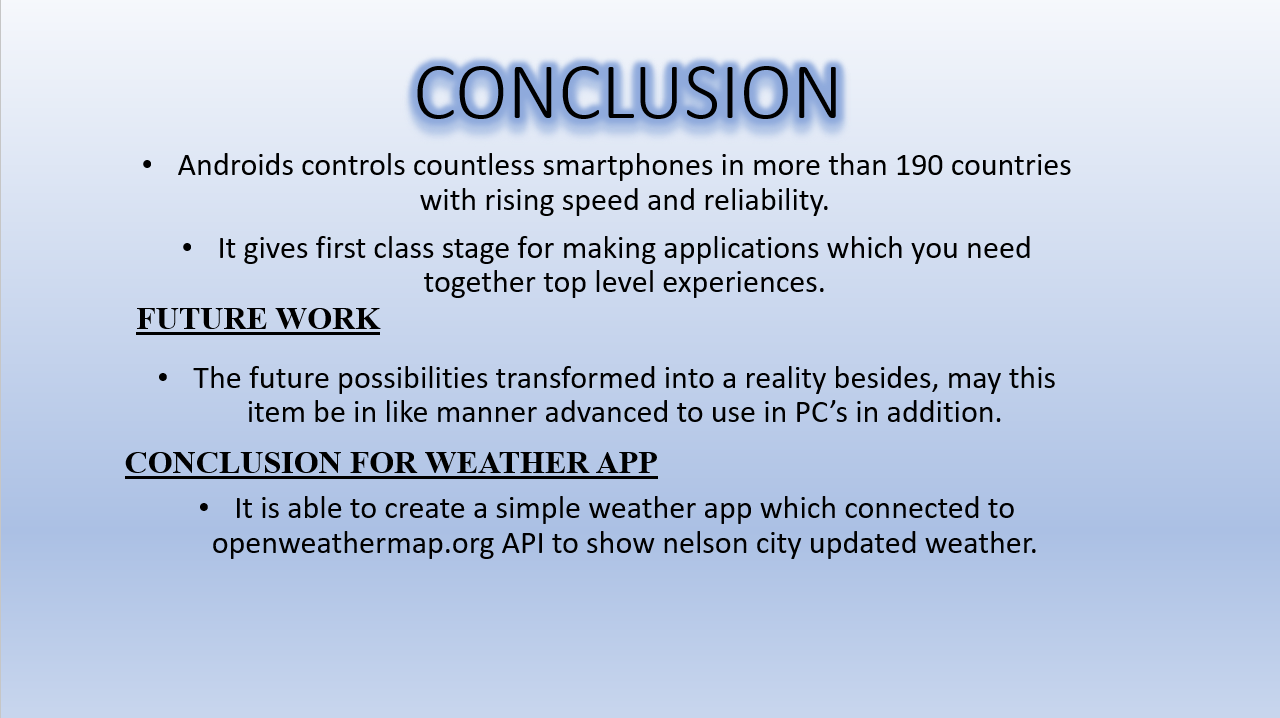 CONCLUSION
• Androids controls countless smartphones in more than 190 countries
with rising speed and reliability.
• It gives first class stage for making applications which you need
together top level experiences.
FUTURE WORK
• The future possibilities transformed into a reality besides, may this
item be in like manner advanced to use in PC’s in addition.
CONCLUSION FOR WEATHER APP
• It is able to create a simple weather app which connected to
openweathermap.org API to show nelson city updated weather.